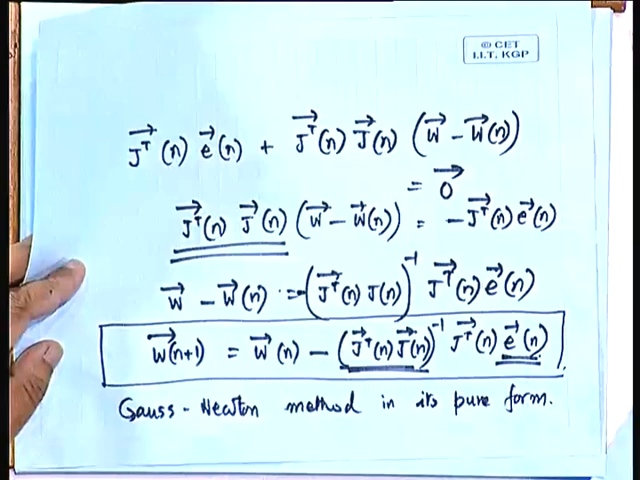 © CET
I.I.T. KGP
J⃗ᵀ(n) e⃗(n) + J⃗ᵀ(n) J⃗(n) (w⃗ − w⃗(n))
= 0⃗
J⃗ᵀ(n) J⃗(n) (w⃗ − w⃗(n)) = − J⃗ᵀ(n) e⃗(n)
w⃗ − w⃗(n) = −(J⃗ᵀ(n) J(n))⁻¹ J⃗ᵀ(n) e⃗(n)
w⃗(n+1) = w⃗(n) − (J⃗ᵀ(n) J⃗(n))⁻¹ J⃗ᵀ(n) e⃗(n)
Gauss-Newton method in its pure form.